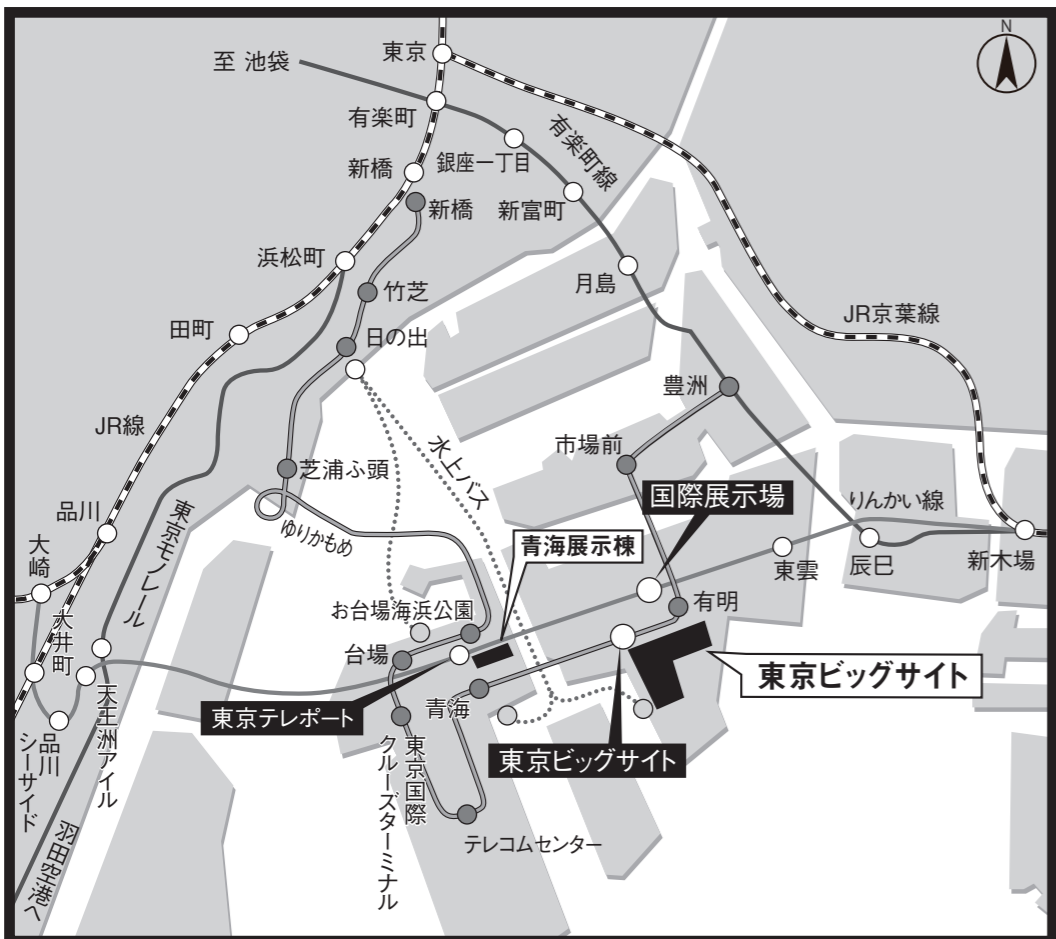 N
東京
至 池袋
有楽町
有楽町線
銀座一丁目
新橋
新橋
新富町
浜松町
月島
竹芝
JR京葉線
田町
日の出
豊洲
JR線
市場前
水上バス
芝浦ふ頭
国際展示場
りんかい線
品川
東京モノレール
ゆりかもめ
青海展示棟
東雲
辰巳
新木場
大崎
お台場海浜公園
有明
大井町
台場
東京ビッグサイト
東京テレポート
青海
天王洲アイル
品川
シーサイド
東京国際
クルーズターミナル
東京ビッグサイト
テレコムセンター
羽田空港へ